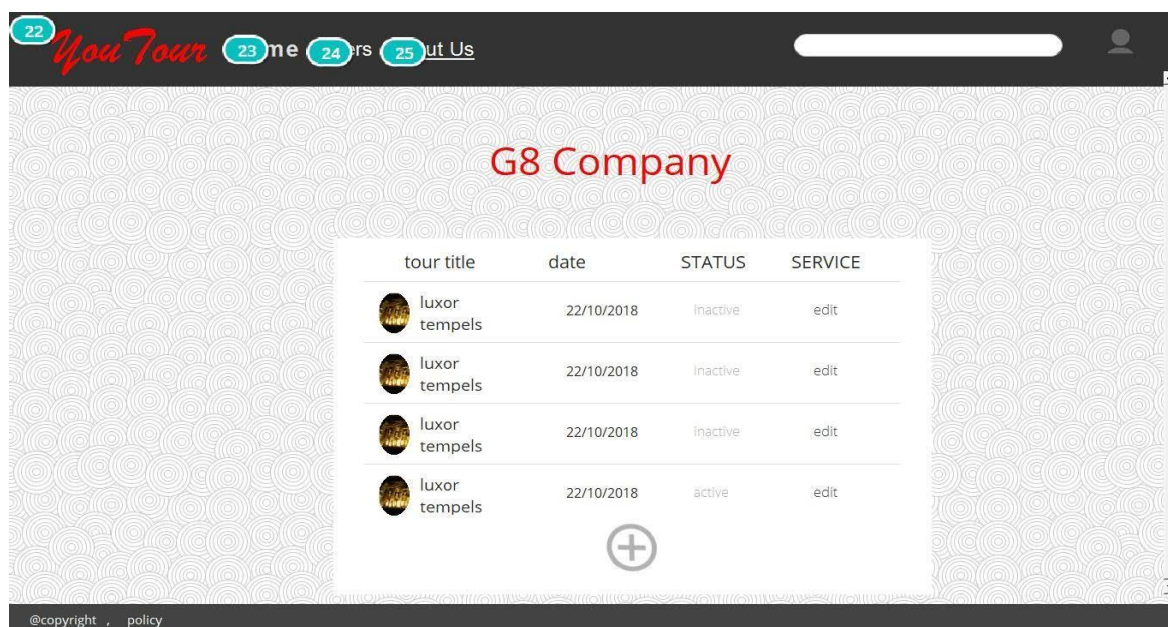 22 YouTour 23 me 24 ers 25 ut Us
G8 Company
tour title date STATUS SERVICE
luxor
tempels 22/10/2018 inactive edit
luxor
tempels 22/10/2018 inactive edit
luxor
tempels 22/10/2018 inactive edit
luxor
tempels 22/10/2018 active edit
@copyright , policy